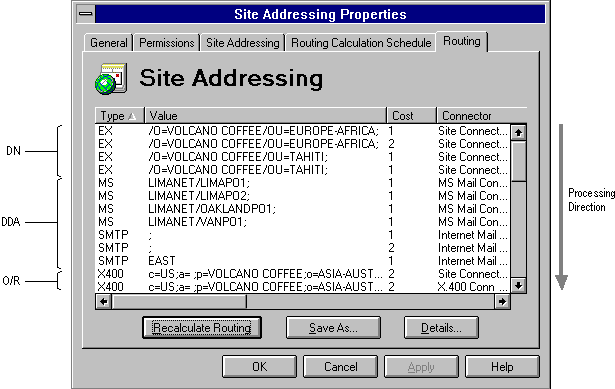 Site Addressing Properties
General Permissions Site Addressing Routing Calculation Schedule Routing
Site Addressing
Type Value Cost Connector
EX /O=VOLCANO COFFEE/OU=EUROPE-AFRICA; 1 Site Connect...
EX /O=VOLCANO COFFEE/OU=EUROPE-AFRICA; 2 Site Connect...
EX /O=VOLCANO COFFEE/OU=TAHITI; 1 Site Connect...
EX /O=VOLCANO COFFEE/OU=TAHITI; 1 Site Connect...
MS LIMANET/LIMAPO1; 1 MS Mail Con...
MS LIMANET/LIMAPO2; 1 MS Mail Con...
MS LIMANET/OAKLANDPO1; 1 MS Mail Con...
MS LIMANET/VANPO1; 1 MS Mail Con...
SMTP ; 1 Internet Mail ...
SMTP ; 2 Internet Mail ...
SMTP EAST 1 Internet Mail ...
X400 c=US;a= ;p=VOLCANO COFFEE;o=ASIA-AUST... 2 Site Connect...
X400 c=US;a= ;p=VOLCANO COFFEE;o=ASIA-AUST... 2 X.400 Conn ...
DN
DDA
O/R
Processing
Direction
Recalculate Routing Save As... Details...
OK Cancel Apply Help